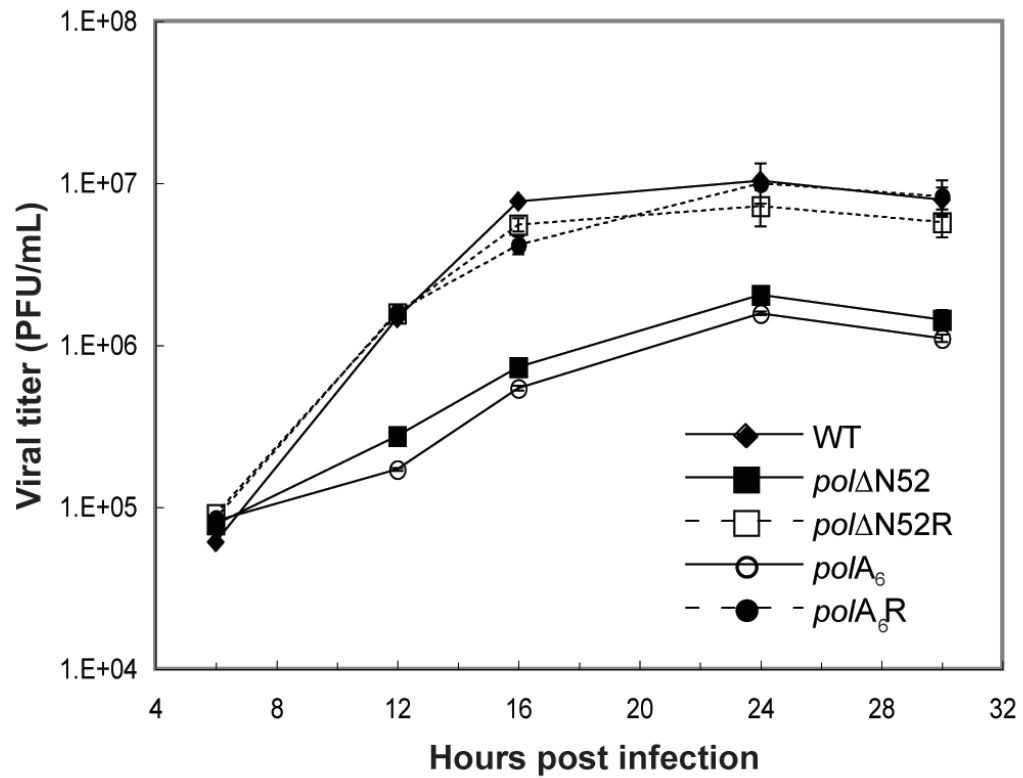 1.E+08
1.E+07
1.E+06
1.E+05
1.E+04
Viral titer (PFU/mL)
WT
polΔN52
polΔN52R
polA₆
polA₆R
4 8 12 16 20 24 28 32
Hours post infection